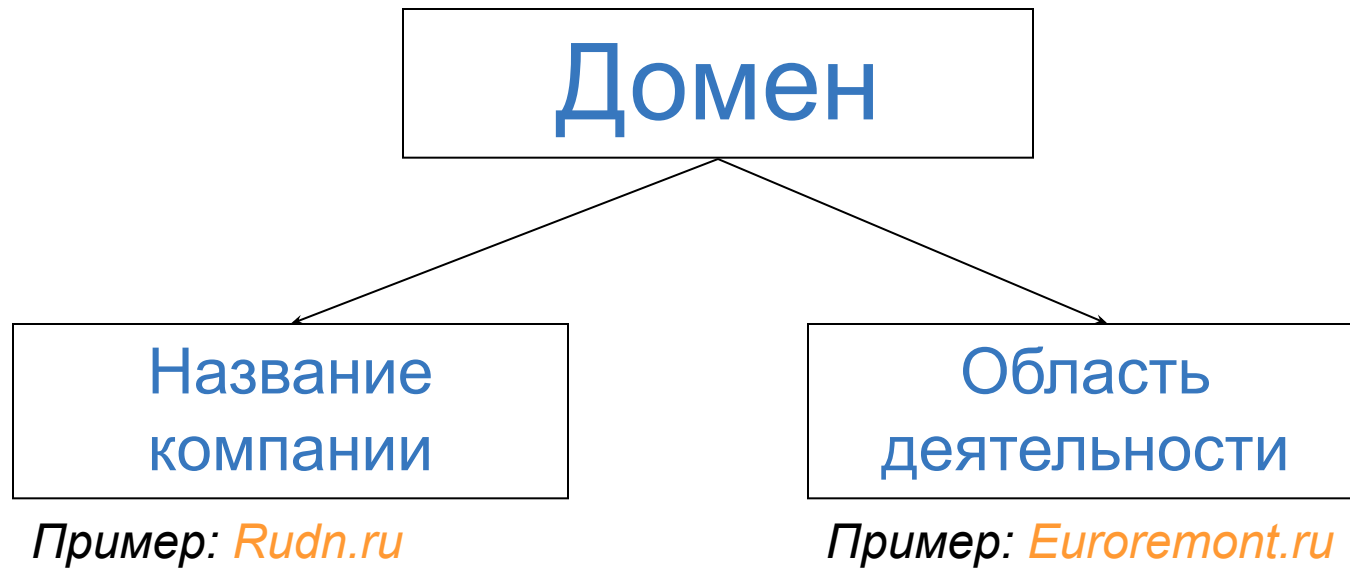 Домен
Название
компании
Пример: Rudn.ru
Область
деятельности
Пример: Euroremont.ru